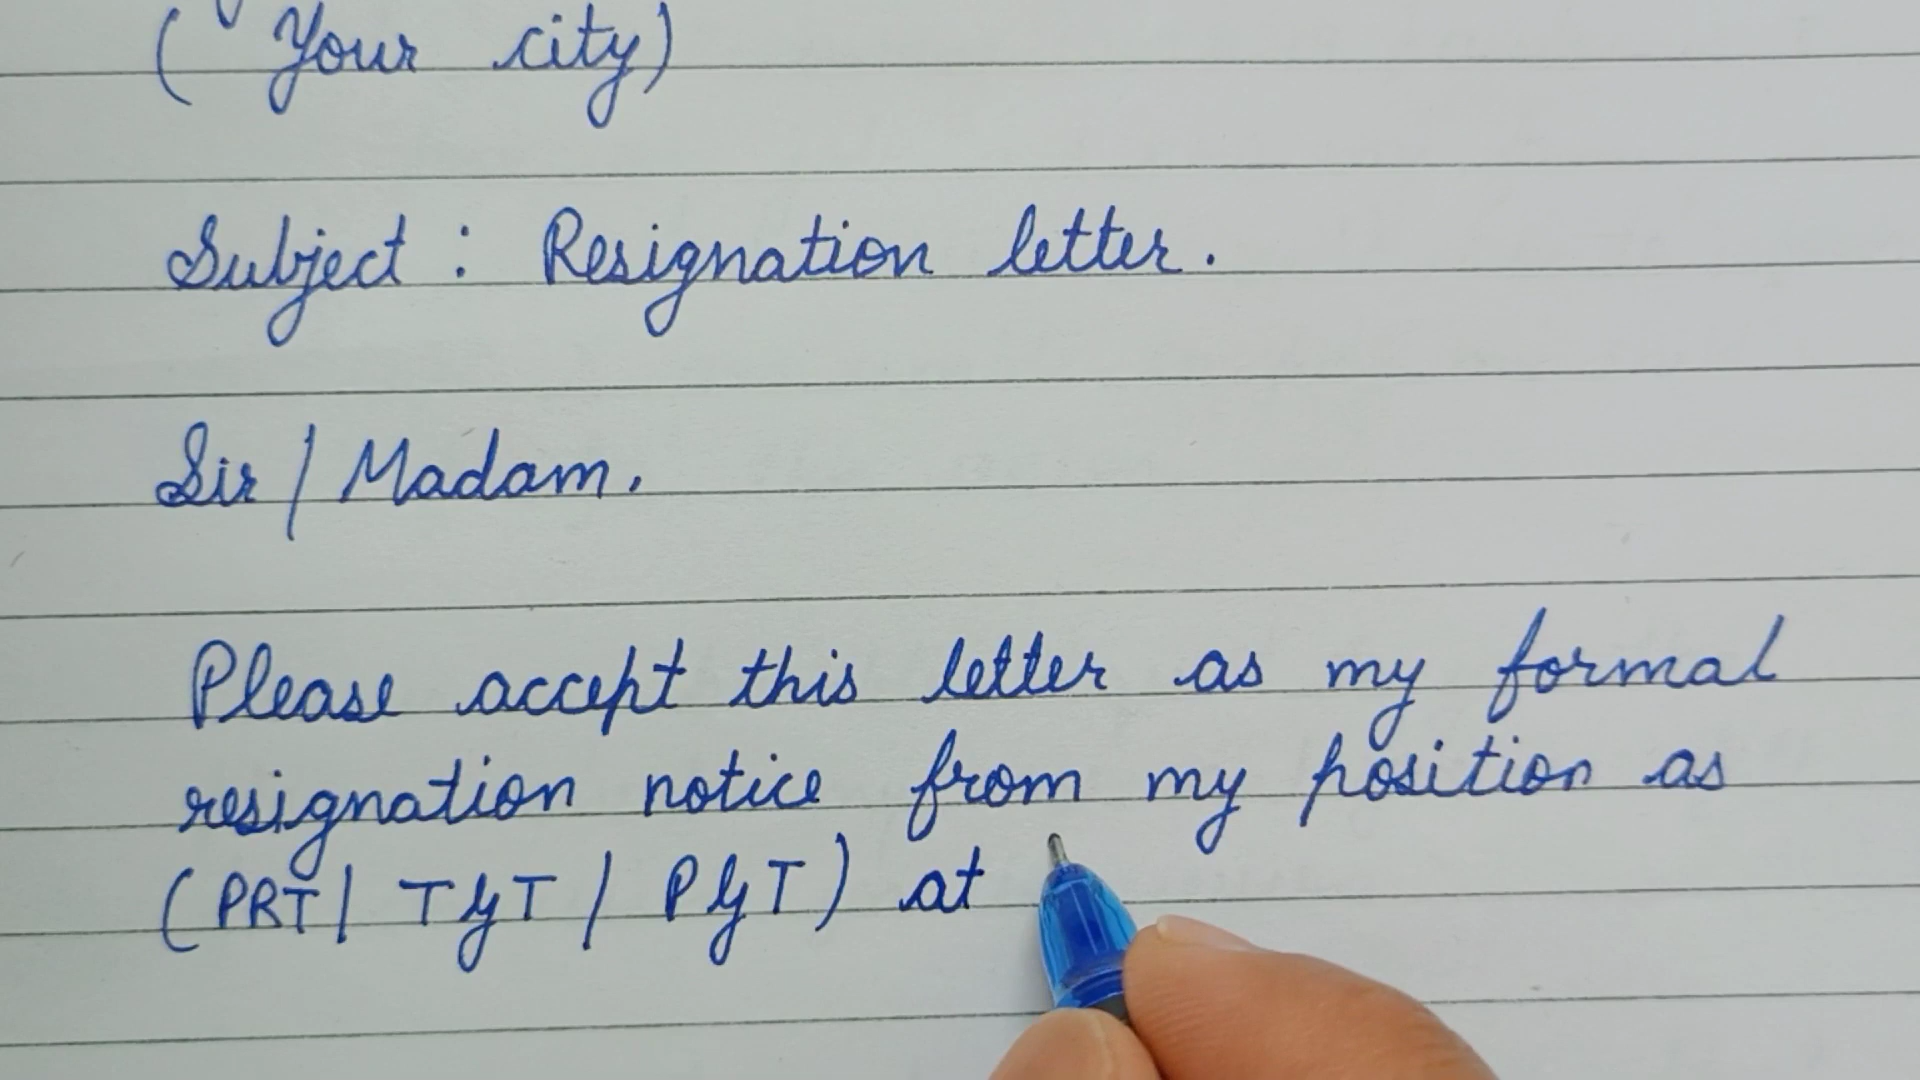 ( Your city)
Subject : Resignation letter.
Sir / Madam.
Please accept this letter as my formal
resignation notice from my position as
(PRT / TGT / PGT) at